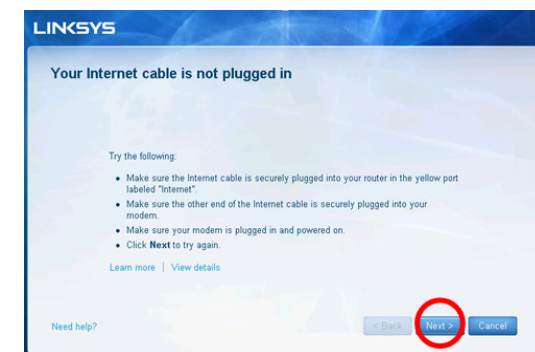 LINKSYS
Your Internet cable is not plugged in
Try the following:
• Make sure the Internet cable is securely plugged into your router in the yellow port
labeled "Internet".
• Make sure the other end of the Internet cable is securely plugged into your
modem.
• Make sure your modem is plugged in and powered on.
• Click Next to try again.
Learn more | View details
Need help? < Back Next > Cancel